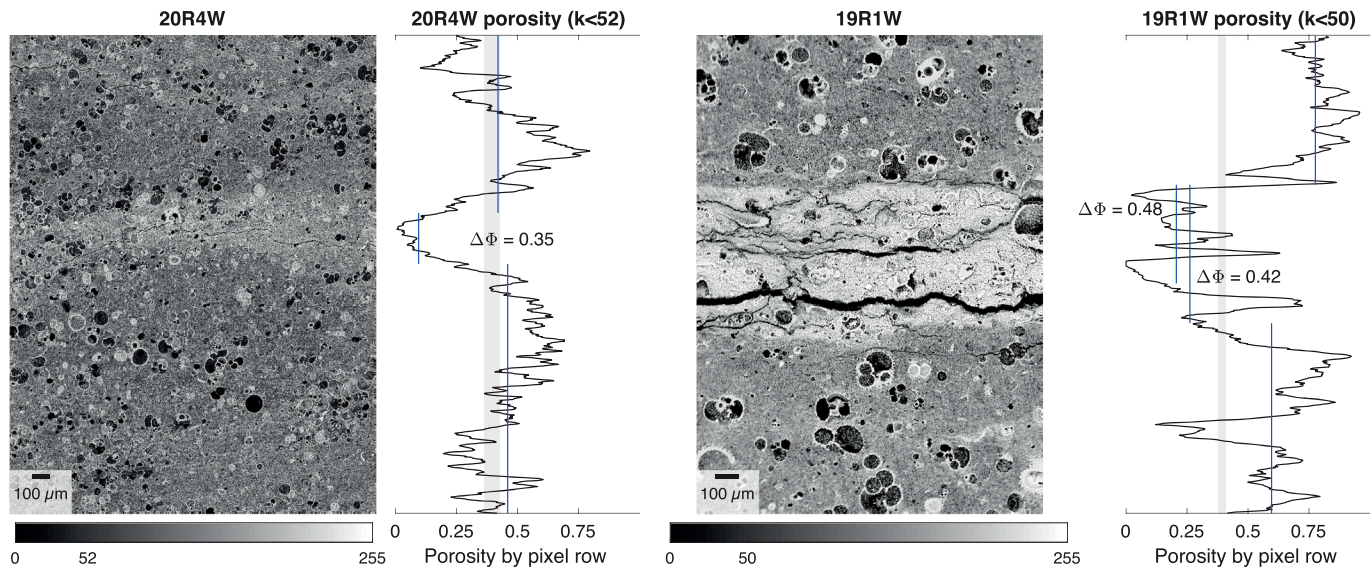 20R4W
20R4W porosity (k<52)
19R1W
19R1W porosity (k<50)
ΔΦ = 0.35
ΔΦ = 0.48
ΔΦ = 0.42
100 µm
100 µm
0 52 255
0 0.25 0.5 0.75
Porosity by pixel row
0 50 255
0 0.25 0.5 0.75
Porosity by pixel row